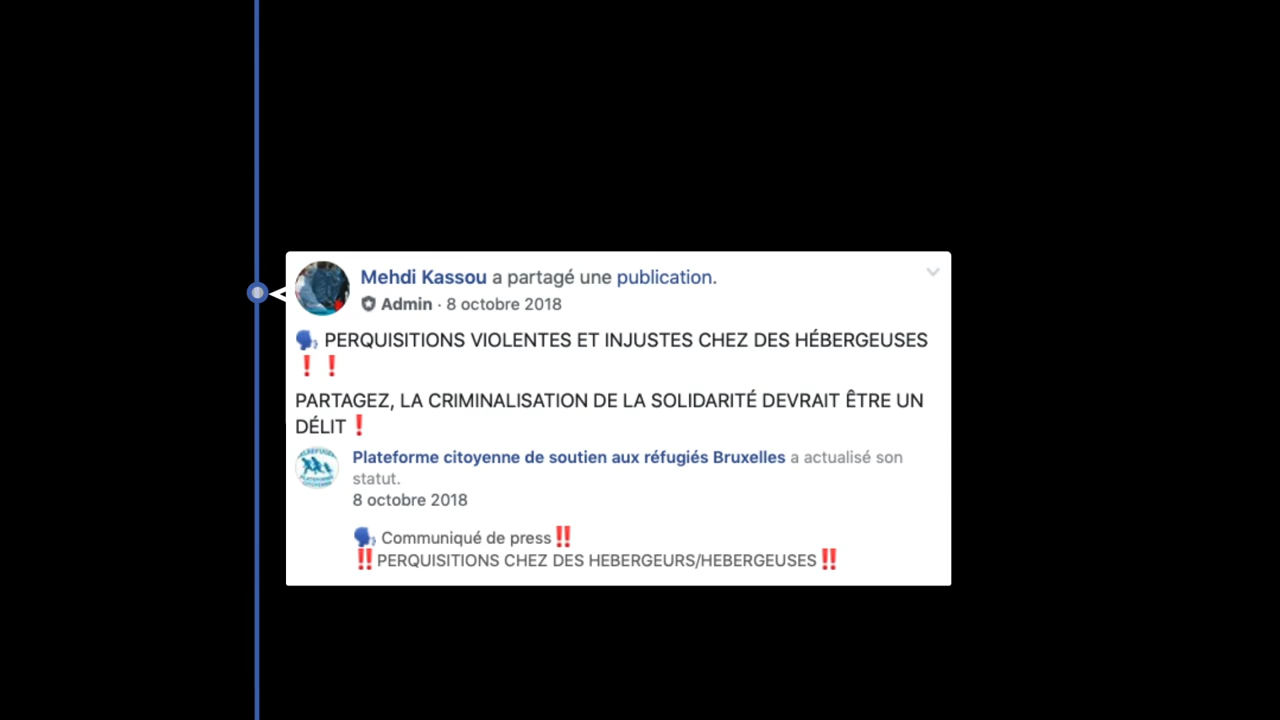 Mehdi Kassou a partagé une publication.
Admin · 8 octobre 2018
🗣 PERQUISITIONS VIOLENTES ET INJUSTES CHEZ DES HÉBERGEUSES
❗❗
PARTAGEZ, LA CRIMINALISATION DE LA SOLIDARITÉ DEVRAIT ÊTRE UN
DÉLIT❗
Plateforme citoyenne de soutien aux réfugiés Bruxelles a actualisé son
statut.
8 octobre 2018
🗣 Communiqué de press‼
‼PERQUISITIONS CHEZ DES HEBERGEURS/HEBERGEUSES‼